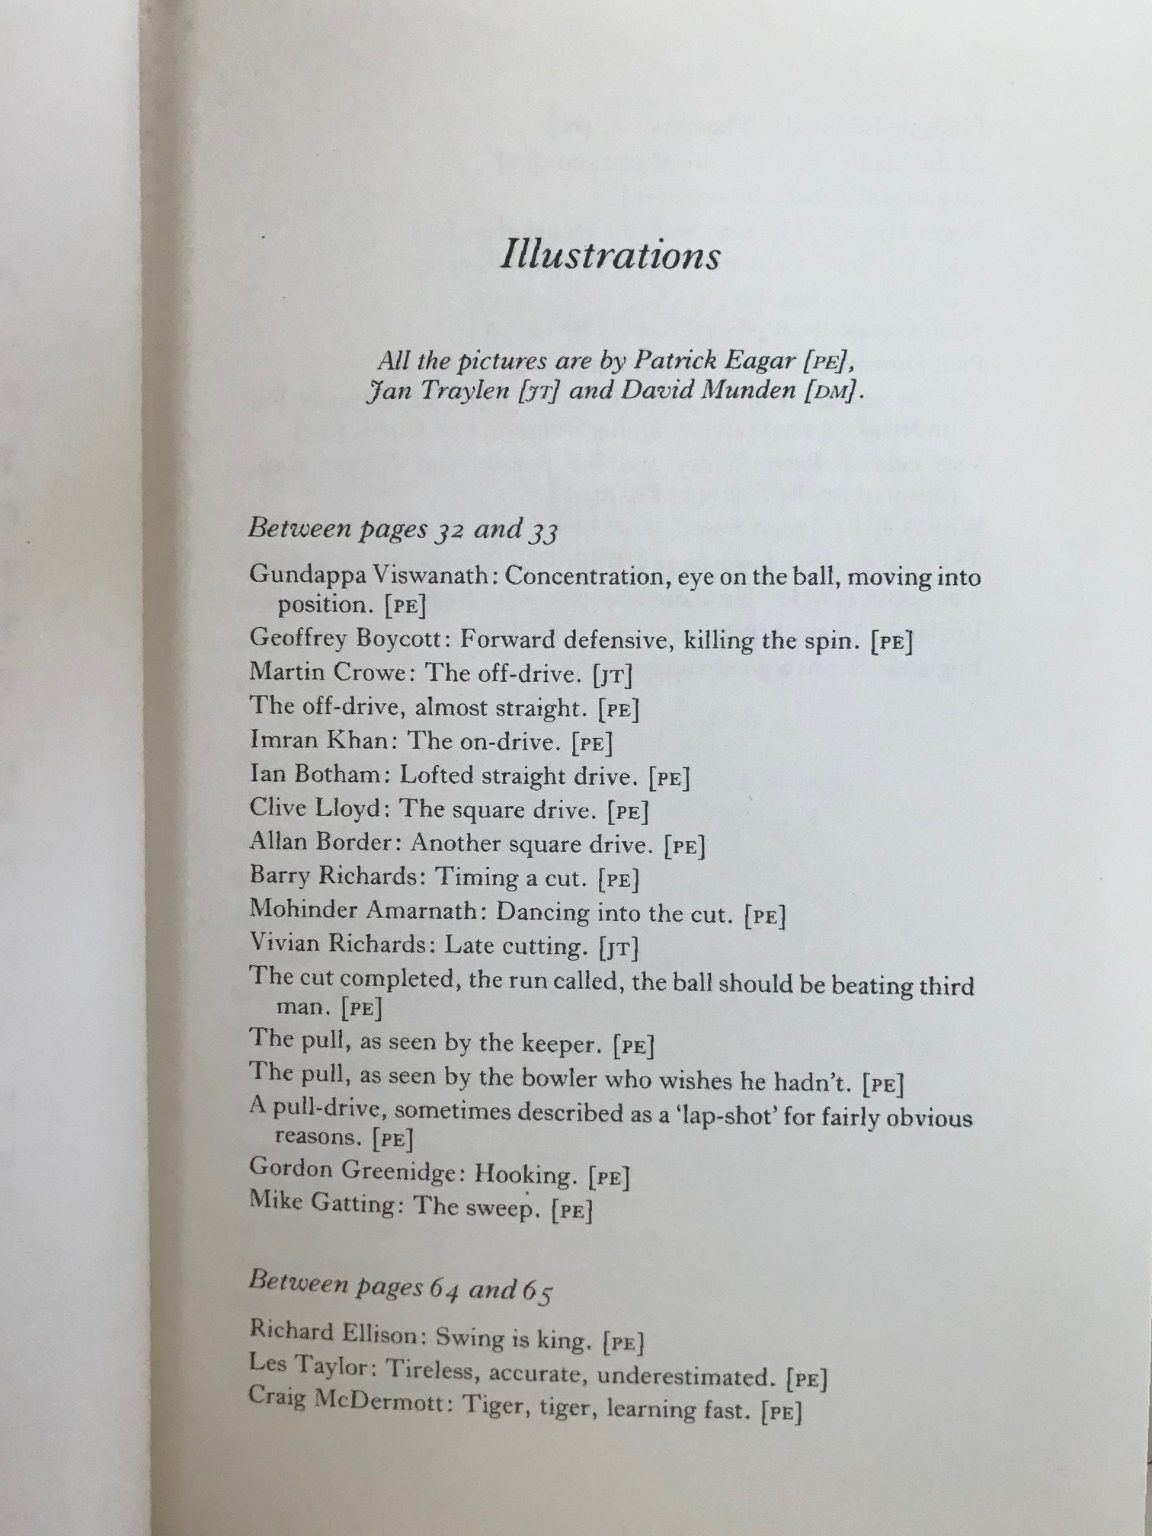 Illustrations
All the pictures are by Patrick Eagar [PE],
Jan Traylen [JT] and David Munden [DM].
Between pages 32 and 33
Gundappa Viswanath: Concentration, eye on the ball, moving into
position. [PE]
Geoffrey Boycott: Forward defensive, killing the spin. [PE]
Martin Crowe: The off-drive. [JT]
The off-drive, almost straight. [PE]
Imran Khan: The on-drive. [PE]
Ian Botham: Lofted straight drive. [PE]
Clive Lloyd: The square drive. [PE]
Allan Border: Another square drive. [PE]
Barry Richards: Timing a cut. [PE]
Mohinder Amarnath: Dancing into the cut. [PE]
Vivian Richards: Late cutting. [JT]
The cut completed, the run called, the ball should be beating third
man. [PE]
The pull, as seen by the keeper. [PE]
The pull, as seen by the bowler who wishes he hadn't. [PE]
A pull-drive, sometimes described as a 'lap-shot' for fairly obvious
reasons. [PE]
Gordon Greenidge: Hooking. [PE]
Mike Gatting: The sweep. [PE]
Between pages 64 and 65
Richard Ellison: Swing is king. [PE]
Les Taylor: Tireless, accurate, underestimated. [PE]
Craig McDermott: Tiger, tiger, learning fast. [PE]